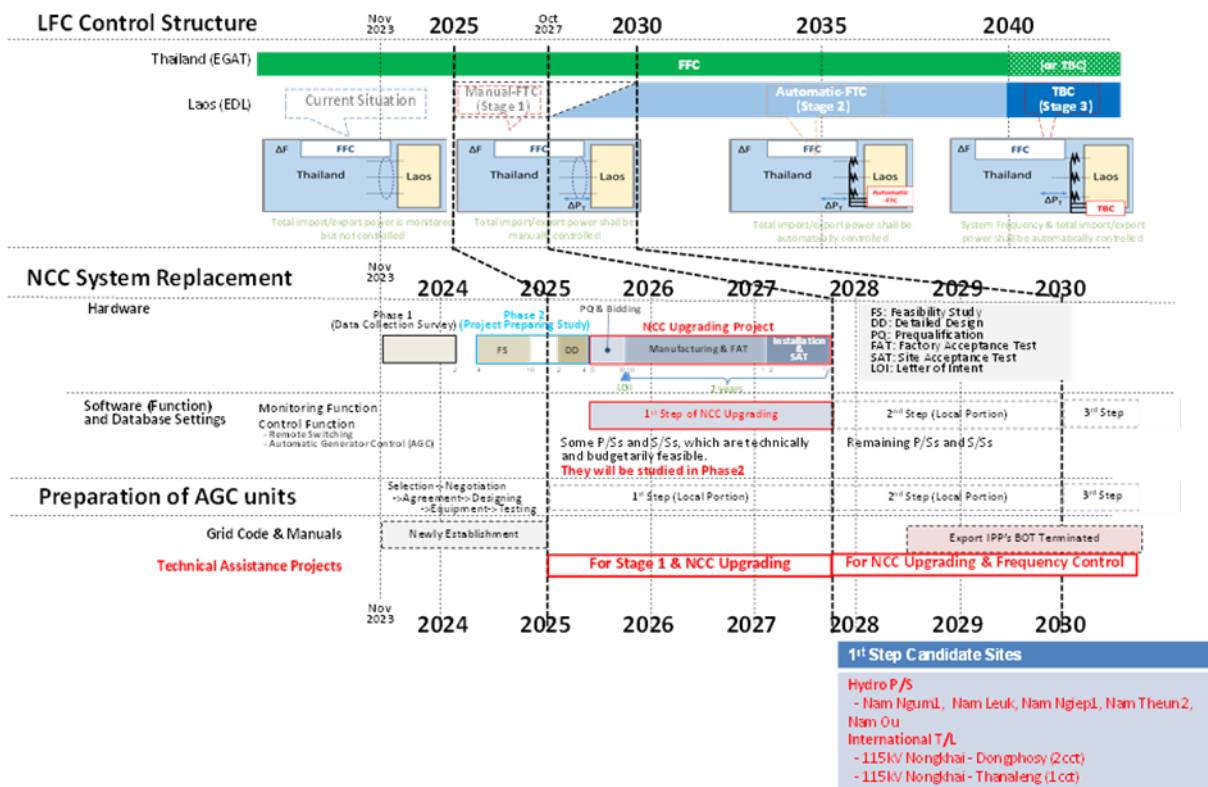 LFC Control Structure
Nov
2023
2025
Oct
2027
2030
2035
2040
Thailand (EGAT)
FFC
(or TBC)
Laos (EDL)
Current Situation
Manual-FTC
(Stage 1)
Automatic-FTC
(Stage 2)
TBC
(Stage 3)
ΔF
FFC
Thailand
Laos
ΔF
FFC
Thailand
Laos
ΔPT
ΔF
FFC
Thailand
Laos
ΔPT
Automatic
-FTC
ΔF
FFC
Thailand
Laos
ΔPT
TBC
Total import/export power is monitored
but not controlled
Total import/export power shall be
manually controlled
Total import/export power shall be
automatically controlled
System Frequency & total import/export
power shall be automatically controlled
NCC System Replacement
Nov
2023
2024
2025
2026
2027
2028
2029
2030
Hardware
Phase 1
(Data Collection Survey)
Phase 2
(Project Preparing Study)
PQ & Bidding
NCC Upgrading Project
FS
DD
Manufacturing & FAT
Installation
&
SAT
LOI
2 years
FS: Feasibility Study
DD: Detailed Design
PQ: Prequalification
FAT: Factory Acceptance Test
SAT: Site Acceptance Test
LOI: Letter of Intent
Software (Function)
and Database Settings
Monitoring Function
Control Function
- Remote Switching
- Automatic Generator Control (AGC)
1st Step of NCC Upgrading
2nd Step (Local Portion)
3rd Step
Some P/Ss and S/Ss, which are technically
and budgetarily feasible.
They will be studied in Phase2
Remaining P/Ss and S/Ss
Preparation of AGC units
Selection->Negotiation
->Agreement->Designing
->Equipment->Testing
1st Step (Local Portion)
2nd Step (Local Portion)
3rd Step
Grid Code & Manuals
Newly Establishment
Export IPP's BOT Terminated
Technical Assistance Projects
For Stage 1 & NCC Upgrading
For NCC Upgrading & Frequency Control
Nov
2023
2024
2025
2026
2027
2028
2029
2030
1st Step Candidate Sites
Hydro P/S
- Nam Ngum1, Nam Leuk, Nam Ngiep1, Nam Theun2,
Nam Ou
International T/L
- 115kV Nongkhai - Dongphosy (2cct)
- 115kV Nongkhai - Thanaleng (1cct)